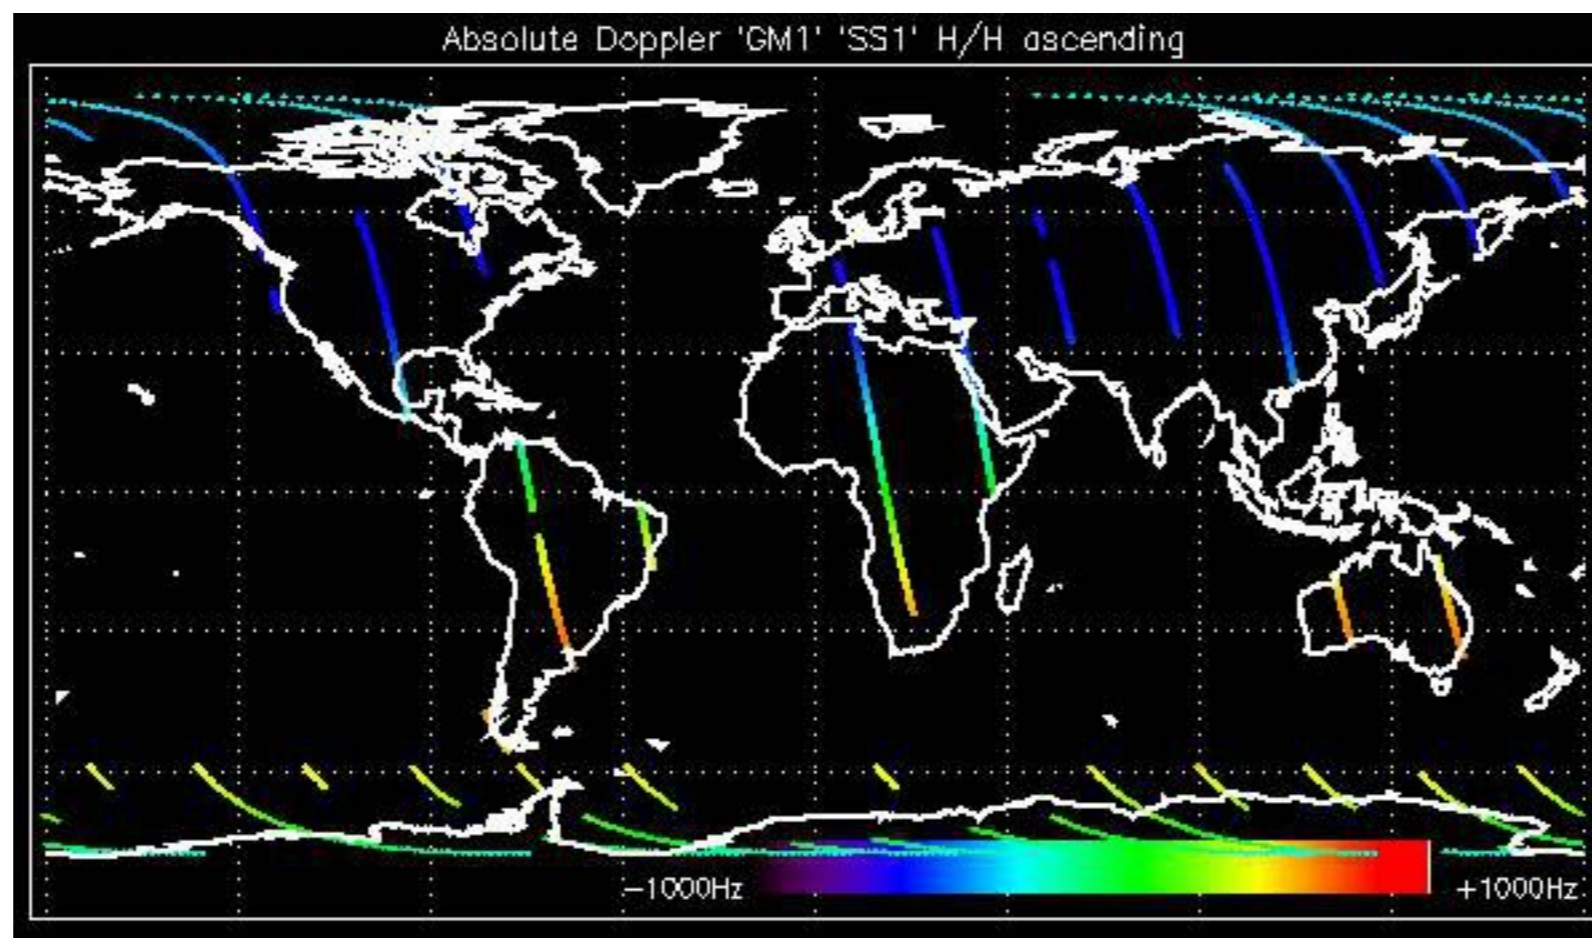 Absolute Doppler 'GM1' 'SS1' H/H ascending
-1000Hz
+1000Hz